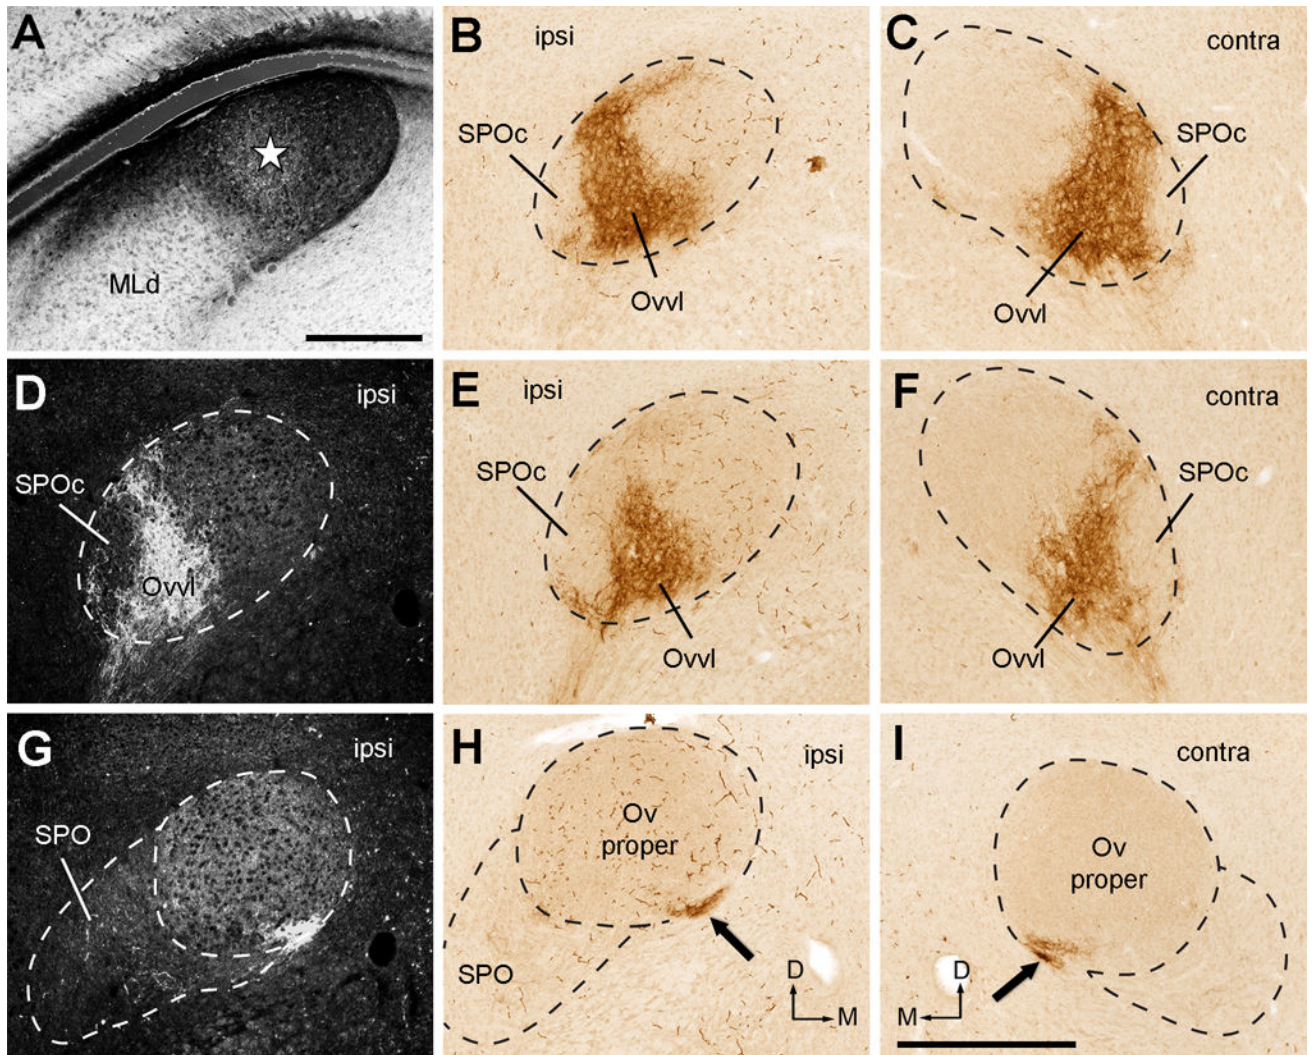 A
MLd
B
ipsi
SPOc
Ovvl
C
contra
SPOc
Ovvl
D
ipsi
SPOc
Ovvl
E
ipsi
SPOc
Ovvl
F
contra
SPOc
Ovvl
G
ipsi
SPO
H
ipsi
Ov
proper
SPO
D
M
I
contra
Ov
proper
D
M